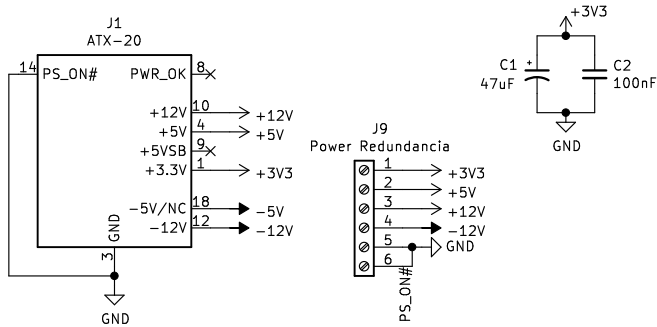 J1
ATX-20
14 PS_ON# PWR_OK 8
+12V 10 +12V
+5V 4 +5V
+5VSB 9
+3.3V 1 +3V3
-5V/NC 18 -5V
-12V 12 -12V
GND
3
GND
J9
Power Redundancia
1 +3V3
2 +5V
3 +12V
4 -12V
5 GND
6
PS_ON#
+3V3
C1 + C2
47uF 100nF
GND